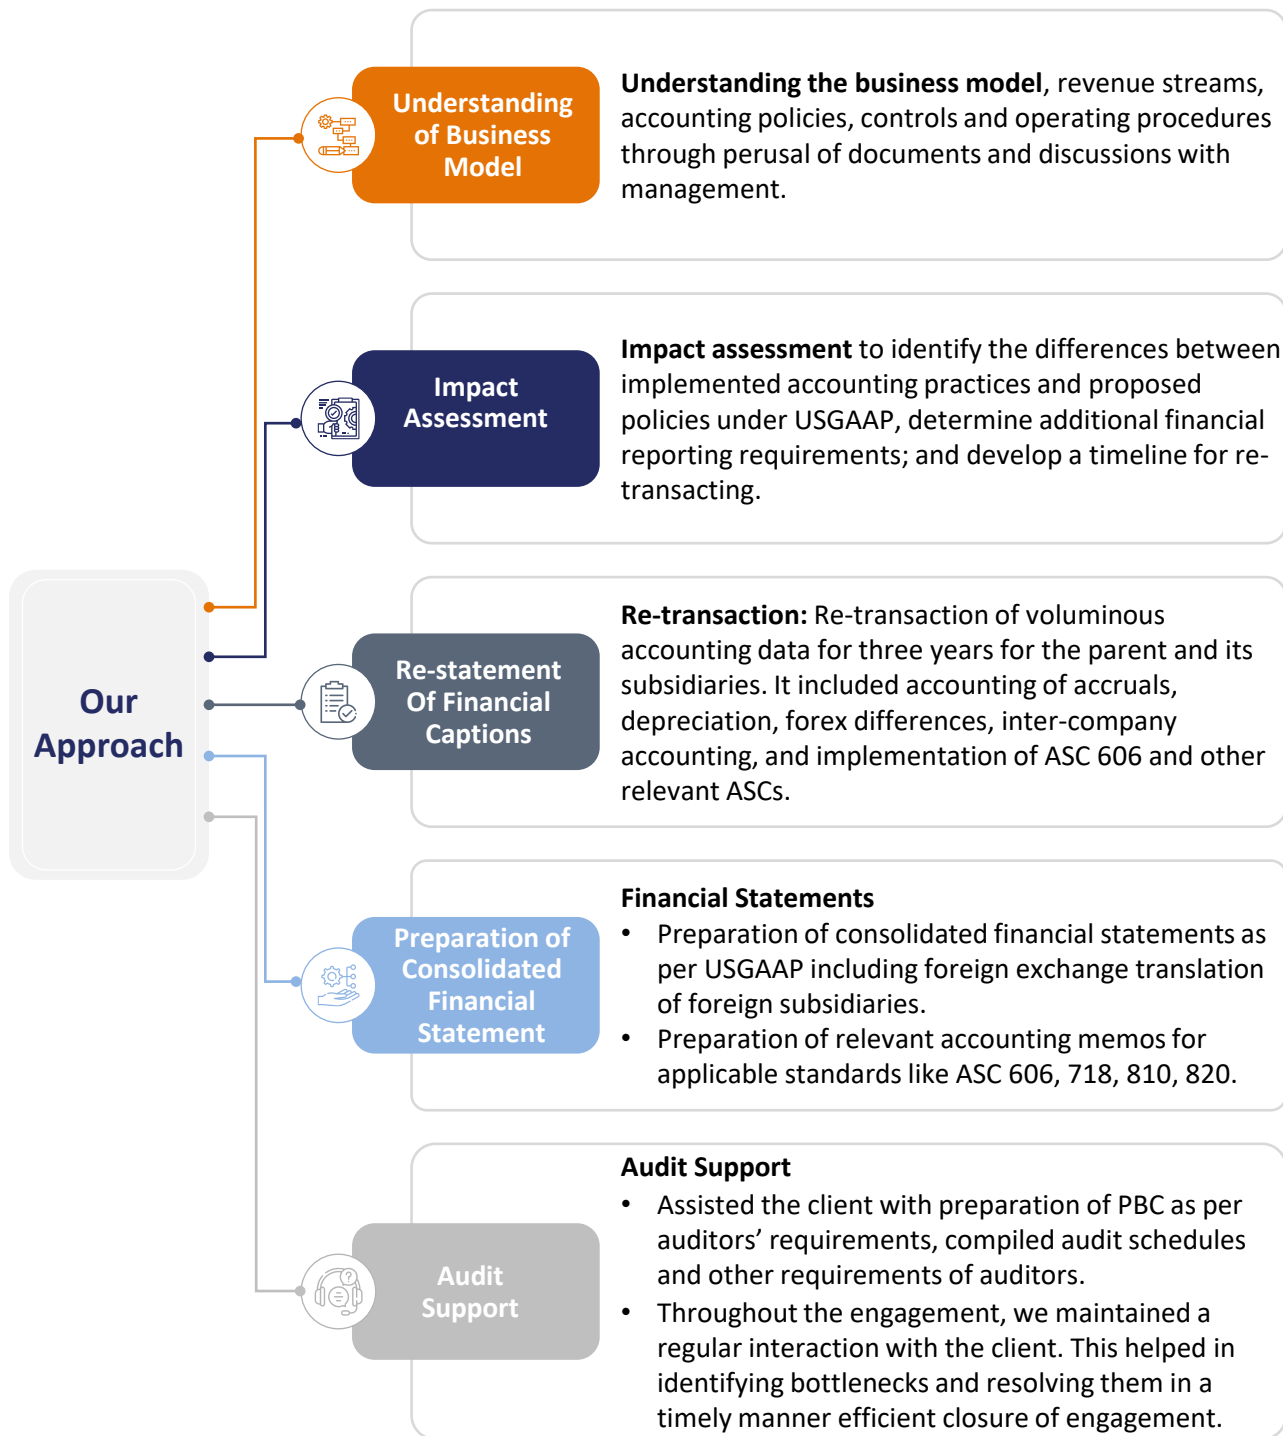 Our
Approach
Understanding
of Business
Model
Understanding the business model, revenue streams,
accounting policies, controls and operating procedures
through perusal of documents and discussions with
management.
Impact
Assessment
Impact assessment to identify the differences between
implemented accounting practices and proposed
policies under USGAAP, determine additional financial
reporting requirements; and develop a timeline for re-
transacting.
Re-statement
Of Financial
Captions
Re-transaction: Re-transaction of voluminous
accounting data for three years for the parent and its
subsidiaries. It included accounting of accruals,
depreciation, forex differences, inter-company
accounting, and implementation of ASC 606 and other
relevant ASCs.
Preparation of
Consolidated
Financial
Statement
Financial Statements
• Preparation of consolidated financial statements as
per USGAAP including foreign exchange translation
of foreign subsidiaries.
• Preparation of relevant accounting memos for
applicable standards like ASC 606, 718, 810, 820.
Audit
Support
Audit Support
• Assisted the client with preparation of PBC as per
auditors’ requirements, compiled audit schedules
and other requirements of auditors.
• Throughout the engagement, we maintained a
regular interaction with the client. This helped in
identifying bottlenecks and resolving them in a
timely manner efficient closure of engagement.